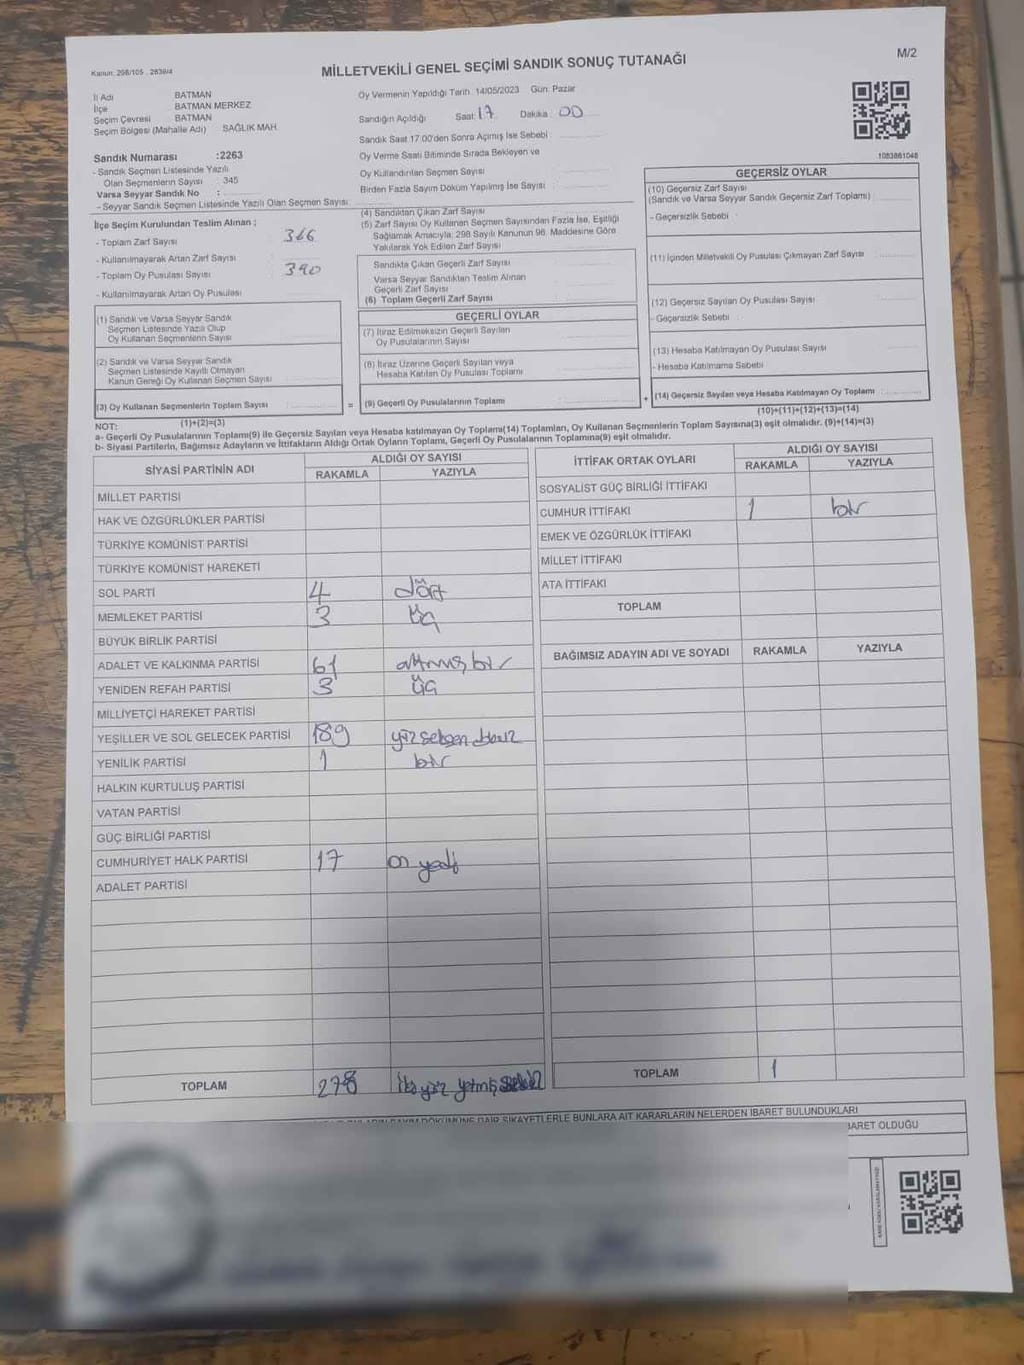 Kanun: 298/105 , 2839/4
MİLLETVEKİLİ GENEL SEÇİMİ SANDIK SONUÇ TUTANAĞI
M/2
İl Adı BATMAN
İlçe BATMAN MERKEZ
Seçim Çevresi BATMAN
Seçim Bölgesi (Mahalle Adı) SAĞLIK MAH.
Sandık Numarası :2263
- Sandık Seçmen Listesinde Yazılı
Olan Seçmenlerin Sayısı : 345
Varsa Seyyar Sandık No :
- Seyyar Sandık Seçmen Listesinde Yazılı Olan Seçmen Sayısı :
Oy Vermenin Yapıldığı Tarih 14/05/2023 Gün: Pazar
Sandığın Açıldığı Saat: 17 Dakika 00
Sandık Saat 17.00'den Sonra Açılmış İse Sebebi
Oy Verme Saati Bitiminde Sırada Bekleyen ve
Oy Kullandırılan Seçmen Sayısı
Birden Fazla Sayım Döküm Yapılmış İse Sayısı
1083881048
İlçe Seçim Kurulundan Teslim Alınan ;
- Toplam Zarf Sayısı 366
- Kullanılmayarak Artan Zarf Sayısı
- Toplam Oy Pusulası Sayısı 390
- Kullanılmayarak Artan Oy Pusulası
(1) Sandık ve Varsa Seyyar Sandık
Seçmen Listesinde Yazılı Olup
Oy Kullanan Seçmenlerin Sayısı
(2) Sandık ve Varsa Seyyar Sandık
Seçmen Listesinde Kayıtlı Olmayan
Kanun Gereği Oy Kullanan Seçmen Sayısı
(3) Oy Kullanan Seçmenlerin Toplam Sayısı :
(1)+(2)=(3)
(4) Sandıktan Çıkan Zarf Sayısı
(5) Zarf Sayısı Oy Kullanan Seçmen Sayısından Fazla İse, Eşitliği
Sağlamak Amacıyla; 298 Sayılı Kanunun 98. Maddesine Göre
Yakılarak Yok Edilen Zarf Sayısı
Sandıkta Çıkan Geçerli Zarf Sayısı
Varsa Seyyar Sandıktan Teslim Alınan
Geçerli Zarf Sayısı
(6) Toplam Geçerli Zarf Sayısı
GEÇERLİ OYLAR
(7) İtiraz Edilmeksizin Geçerli Sayılan
Oy Pusulalarının Sayısı
(8) İtiraz Üzerine Geçerli Sayılan veya
Hesaba Katılan Oy Pusulası Toplamı
= (9) Geçerli Oy Pusulalarının Toplamı
GEÇERSİZ OYLAR
(10) Geçersiz Zarf Sayısı
(Sandık ve Varsa Seyyar Sandık Geçersiz Zarf Toplamı)
- Geçersizlik Sebebi
(11) İçinden Milletvekili Oy Pusulası Çıkmayan Zarf Sayısı
(12) Geçersiz Sayılan Oy Pusulası Sayısı
- Geçersizlik Sebebi
(13) Hesaba Katılmayan Oy Pusulası Sayısı
- Hesaba Katılmama Sebebi
+ (14) Geçersiz Sayılan veya Hesaba Katılmayan Oy Toplamı
(10)+(11)+(12)+(13)=(14)
NOT:
a- Geçerli Oy Pusulalarının Toplamı(9) ile Geçersiz Sayılan veya Hesaba katılmayan Oy Toplamı(14) Toplamları, Oy Kullanan Seçmenlerin Toplam Sayısına(3) eşit olmalıdır. (9)+(14)=(3)
b- Siyasi Partilerin, Bağımsız Adayların ve İttifakların Aldığı Ortak Oyların Toplamı, Geçerli Oy Pusulalarının Toplamına(9) eşit olmalıdır.
SİYASİ PARTİNİN ADI ALDIĞI OY SAYISI
RAKAMLA YAZIYLA
MİLLET PARTİSİ
HAK VE ÖZGÜRLÜKLER PARTİSİ
TÜRKİYE KOMÜNİST PARTİSİ
TÜRKİYE KOMÜNİST HAREKETİ
SOL PARTİ 4 dört
MEMLEKET PARTİSİ 3 üç
BÜYÜK BİRLİK PARTİSİ
ADALET VE KALKINMA PARTİSİ 61 altmış bir
YENİDEN REFAH PARTİSİ 3 üç
MİLLİYETÇİ HAREKET PARTİSİ
YEŞİLLER VE SOL GELECEK PARTİSİ 189 yüz seksen dokuz
YENİLİK PARTİSİ 1 bir
HALKIN KURTULUŞ PARTİSİ
VATAN PARTİSİ
GÜÇ BİRLİĞİ PARTİSİ
CUMHURİYET HALK PARTİSİ 17 on yedi
ADALET PARTİSİ
TOPLAM 278 iki yüz yetmiş sekiz
İTTİFAK ORTAK OYLARI ALDIĞI OY SAYISI
RAKAMLA YAZIYLA
SOSYALİST GÜÇ BİRLİĞİ İTTİFAKI
CUMHUR İTTİFAKI 1 bir
EMEK VE ÖZGÜRLÜK İTTİFAKI
MİLLET İTTİFAKI
ATA İTTİFAKI
TOPLAM
BAĞIMSIZ ADAYIN ADI VE SOYADI RAKAMLA YAZIYLA
TOPLAM 1
SAYIM DÖKÜMÜNE DAİR ŞİKAYETLERLE BUNLARA AİT KARARLARIN NELERDEN İBARET BULUNDUKLARI
İBARET OLDUĞU